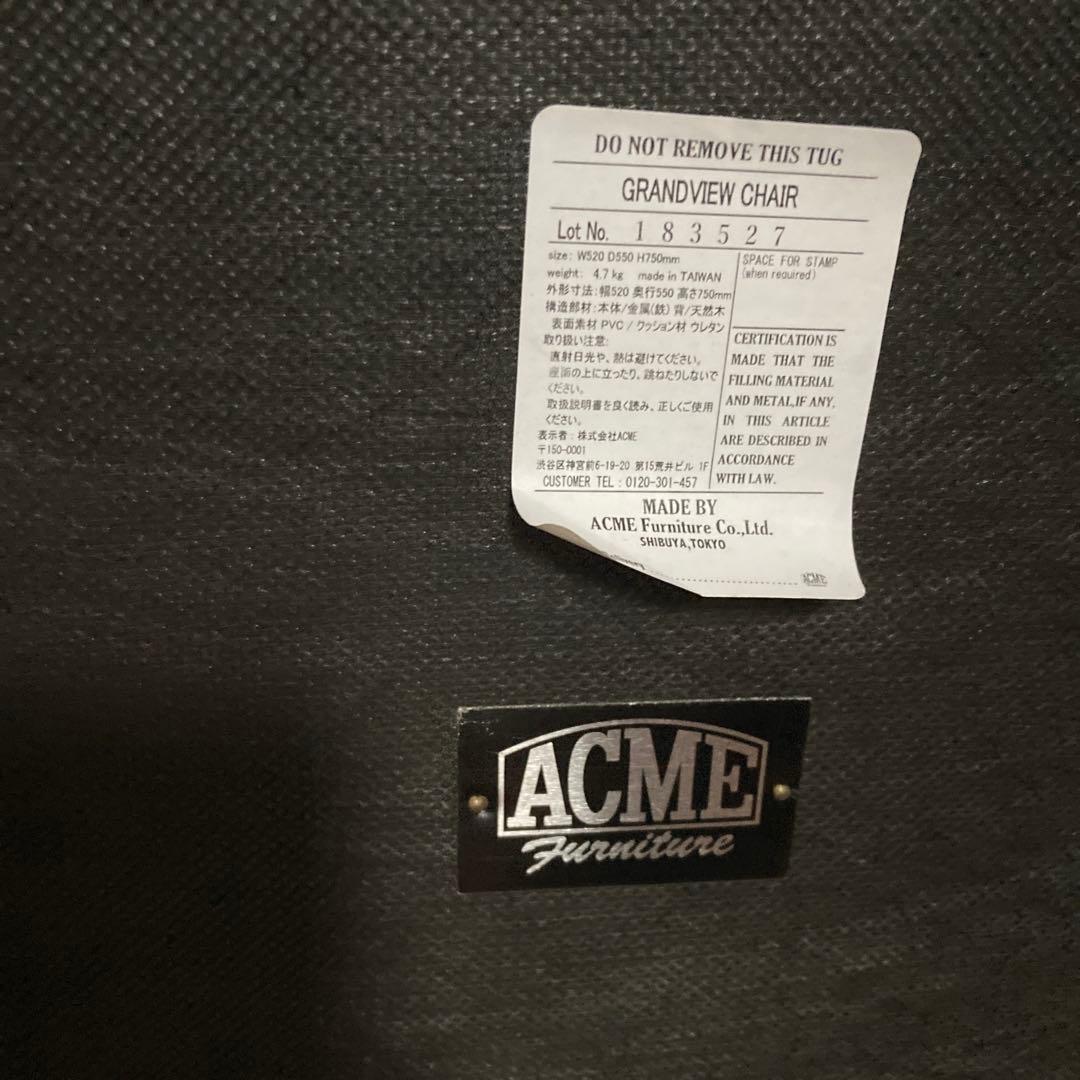 DO NOT REMOVE THIS TUG
GRANDVIEW CHAIR
Lot No. 1 8 3 5 2 7
size: W520 D550 H750mm
weight: 4.7 kg made in TAIWAN
外形寸法:幅520 奥行550 高さ750mm
構造部材:本体/金属(鉄) 背/天然木
表面素材 PVC / クッション材 ウレタン
取り扱い注意:
直射日光や、熱は避けてください。
座面の上に立ったり、跳ねたりしないで
ください。
取扱説明書を良く読み、正しくご使用
ください。
表示者:株式会社ACME
〒150-0001
渋谷区神宮前6-19-20 第15荒井ビル 1F
CUSTOMER TEL : 0120-301-457
SPACE FOR STAMP
(when required)
CERTIFICATION IS
MADE THAT THE
FILLING MATERIAL
AND METAL,IF ANY,
IN THIS ARTICLE
ARE DESCRIBED IN
ACCORDANCE
WITH LAW.
MADE BY
ACME Furniture Co.,Ltd.
SHIBUYA,TOKYO
ACME
ACME
Furniture